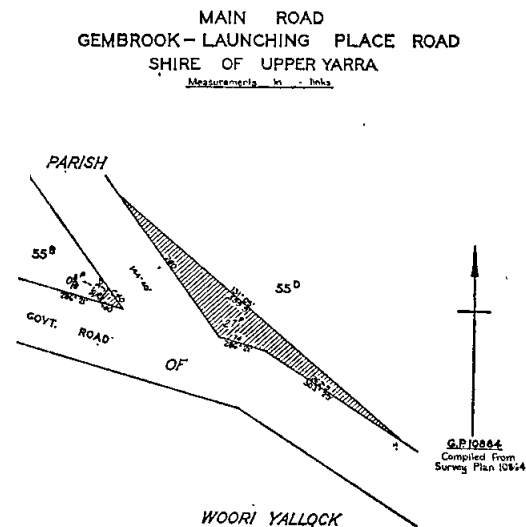 MAIN ROAD
GEMBROOK – LAUNCHING PLACE ROAD
SHIRE OF UPPER YARRA
Measurements in links
PARISH
55ᴮ
55ᴰ
GOVT. ROAD
OF
G.P.10864
Compiled From
Survey Plan 10864
WOORI YALLOCK